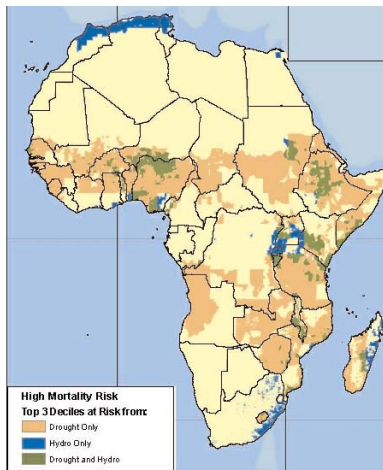 High Mortality Risk
Top 3 Deciles at Risk from:
Drought Only
Hydro Only
Drought and Hydro